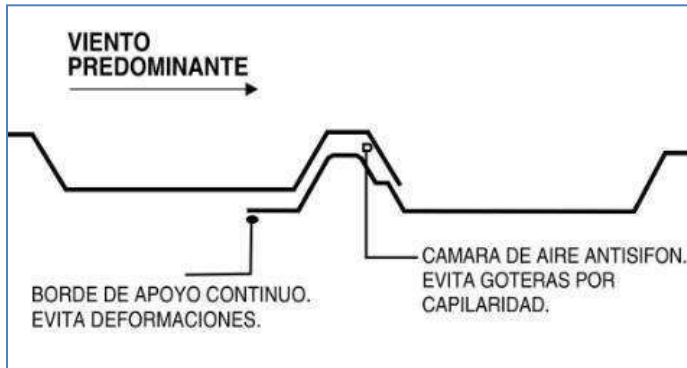 VIENTO
PREDOMINANTE
CAMARA DE AIRE ANTISIFON.
EVITA GOTERAS POR
CAPILARIDAD.
BORDE DE APOYO CONTINUO.
EVITA DEFORMACIONES.